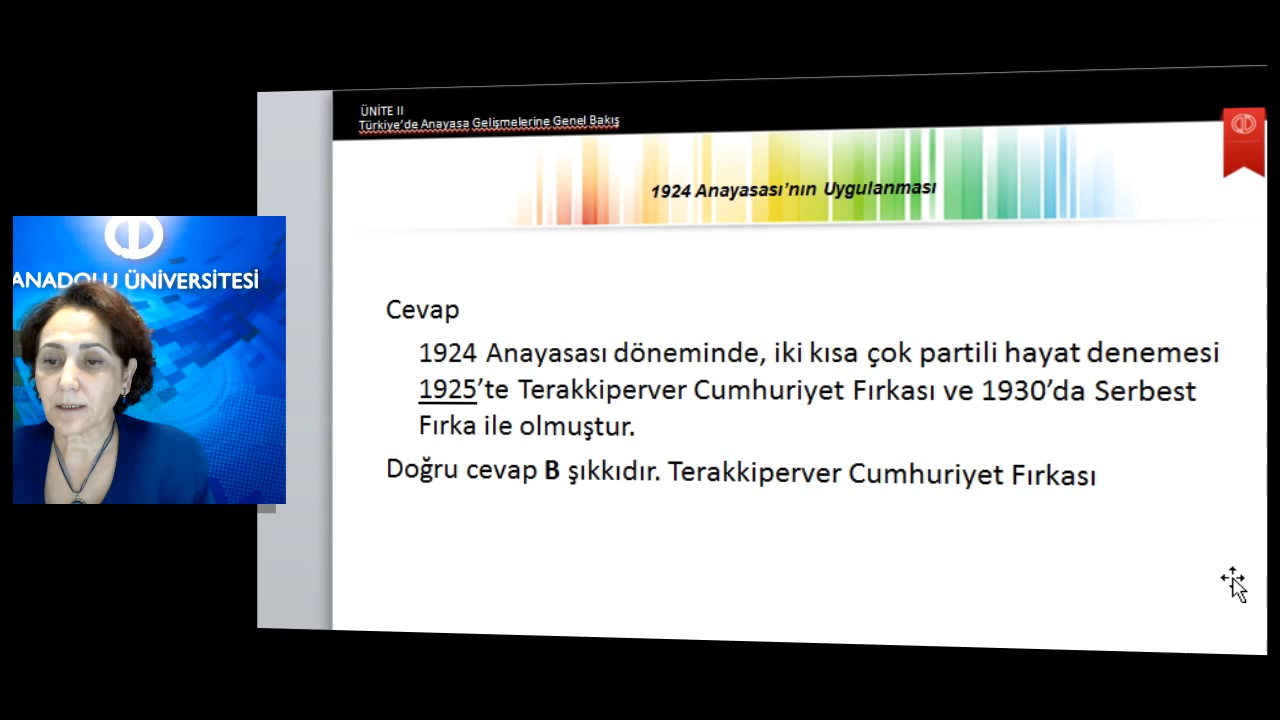 ÜNİTE II
Türkiye'de Anayasa Gelişmelerine Genel Bakış
1924 Anayasası'nın Uygulanması
ANADOLU ÜNİVERSİTESİ
Cevap
1924 Anayasası döneminde, iki kısa çok partili hayat denemesi
1925'te Terakkiperver Cumhuriyet Fırkası ve 1930'da Serbest
Fırka ile olmuştur.
Doğru cevap B şıkkıdır. Terakkiperver Cumhuriyet Fırkası